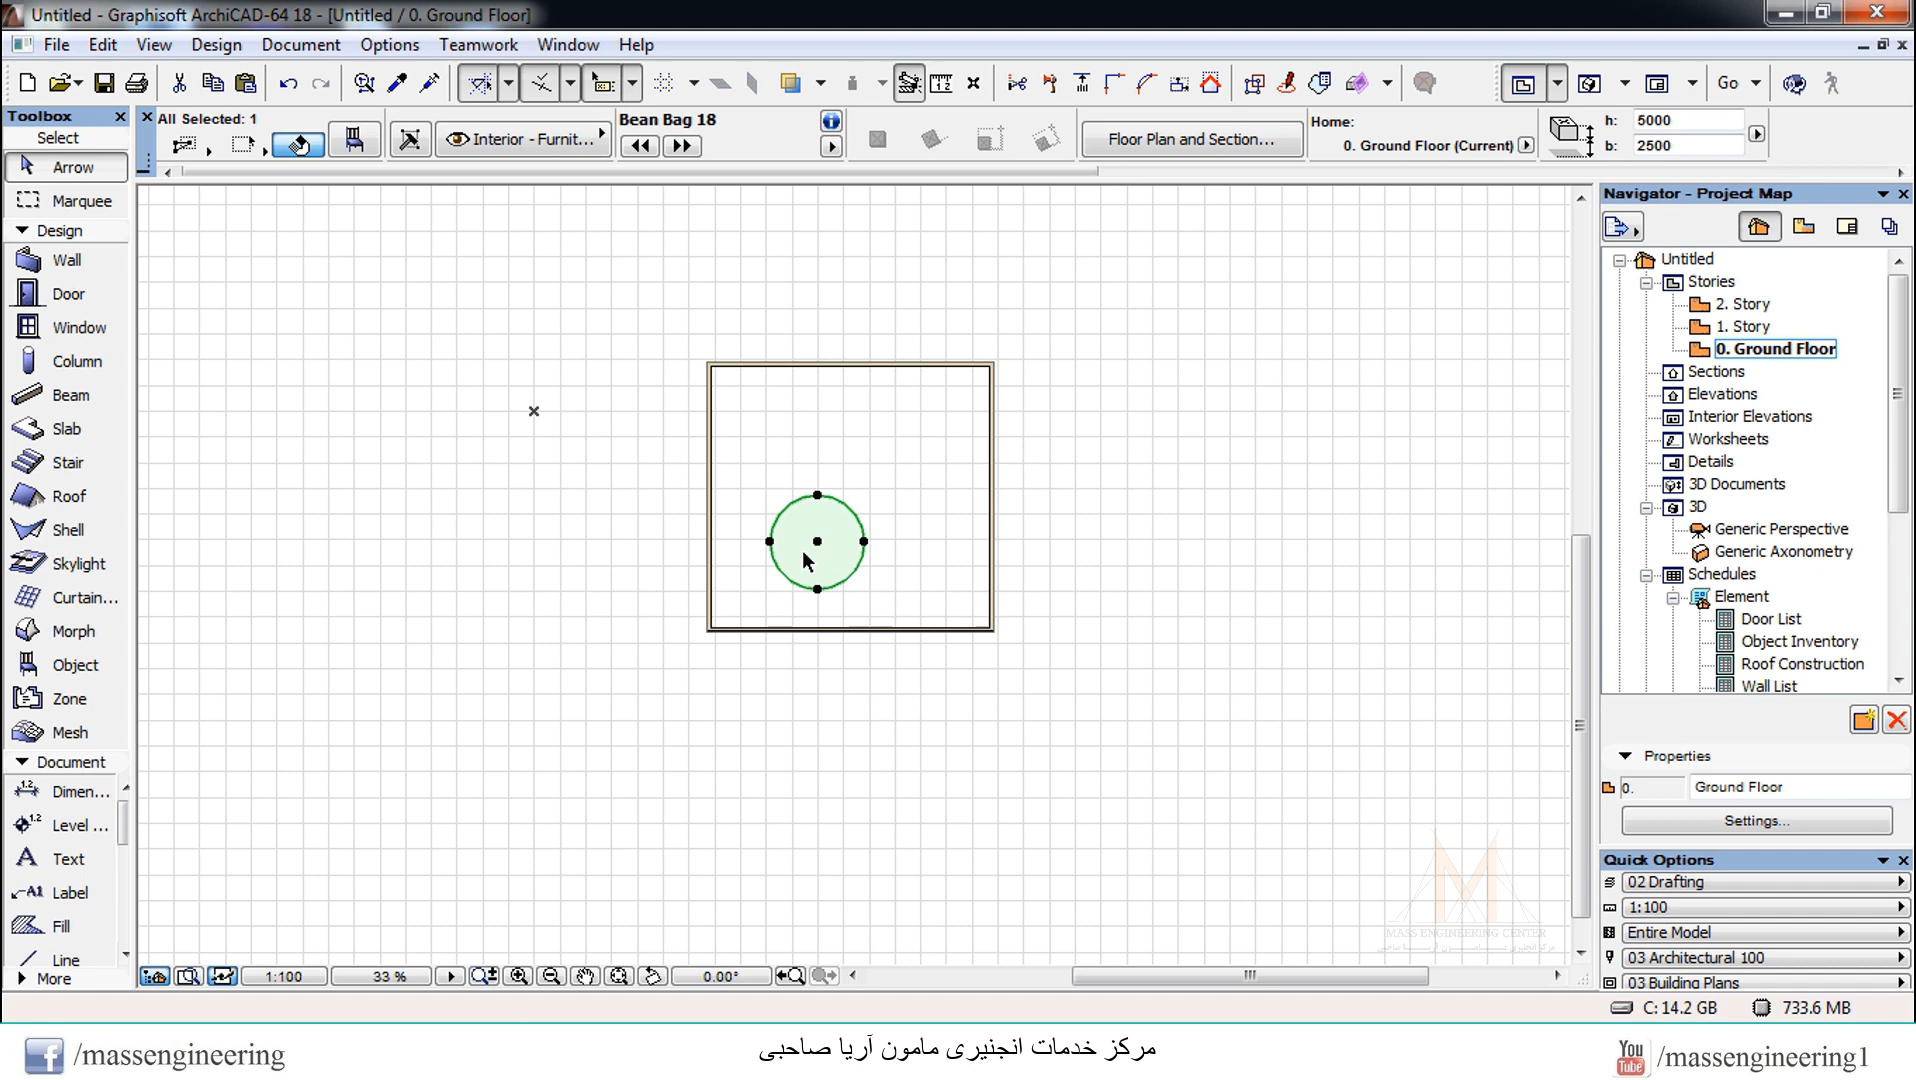 Untitled - Graphisoft ArchiCAD-64 18 - [Untitled / 0. Ground Floor]
File Edit View Design Document Options Teamwork Window Help
Go
Toolbox
Select
Arrow
Marquee
Design
Wall
Door
Window
Column
Beam
Slab
Stair
Roof
Shell
Skylight
Curtain...
Morph
Object
Zone
Mesh
Document
Dimen...
Level ...
Text
Label
Fill
Line
More
All Selected: 1
Interior - Furnit...
Bean Bag 18
Floor Plan and Section...
Home:
0. Ground Floor (Current)
h: 5000
b: 2500
Navigator - Project Map
Untitled
Stories
2. Story
1. Story
0. Ground Floor
Sections
Elevations
Interior Elevations
Worksheets
Details
3D Documents
3D
Generic Perspective
Generic Axonometry
Schedules
Element
Door List
Object Inventory
Roof Construction
Wall List
Properties
0. Ground Floor
Settings...
Quick Options
02 Drafting
1:100
Entire Model
03 Architectural 100
03 Building Plans
MASS ENGINEERING CENTER
1:100 33 % 0.00°
C: 14.2 GB 733.6 MB
/massengineering
مرکز خدمات انجنیری مامون آریا صاحبی
You Tube /massengineering1